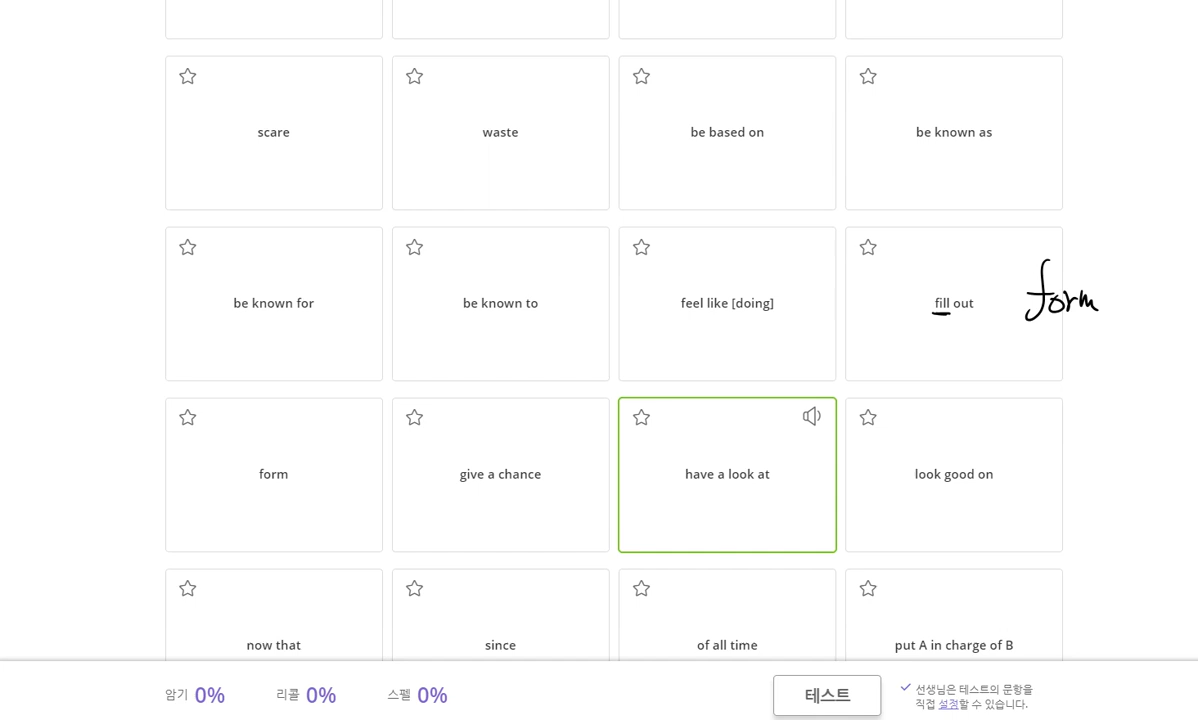 scare
waste
be based on
be known as
be known for
be known to
feel like [doing]
fill out
form
form
give a chance
have a look at
look good on
now that
since
of all time
put A in charge of B
암기 0%
리콜 0%
스펠 0%
테스트
선생님은 테스트의 문항을
직접 설정할 수 있습니다.